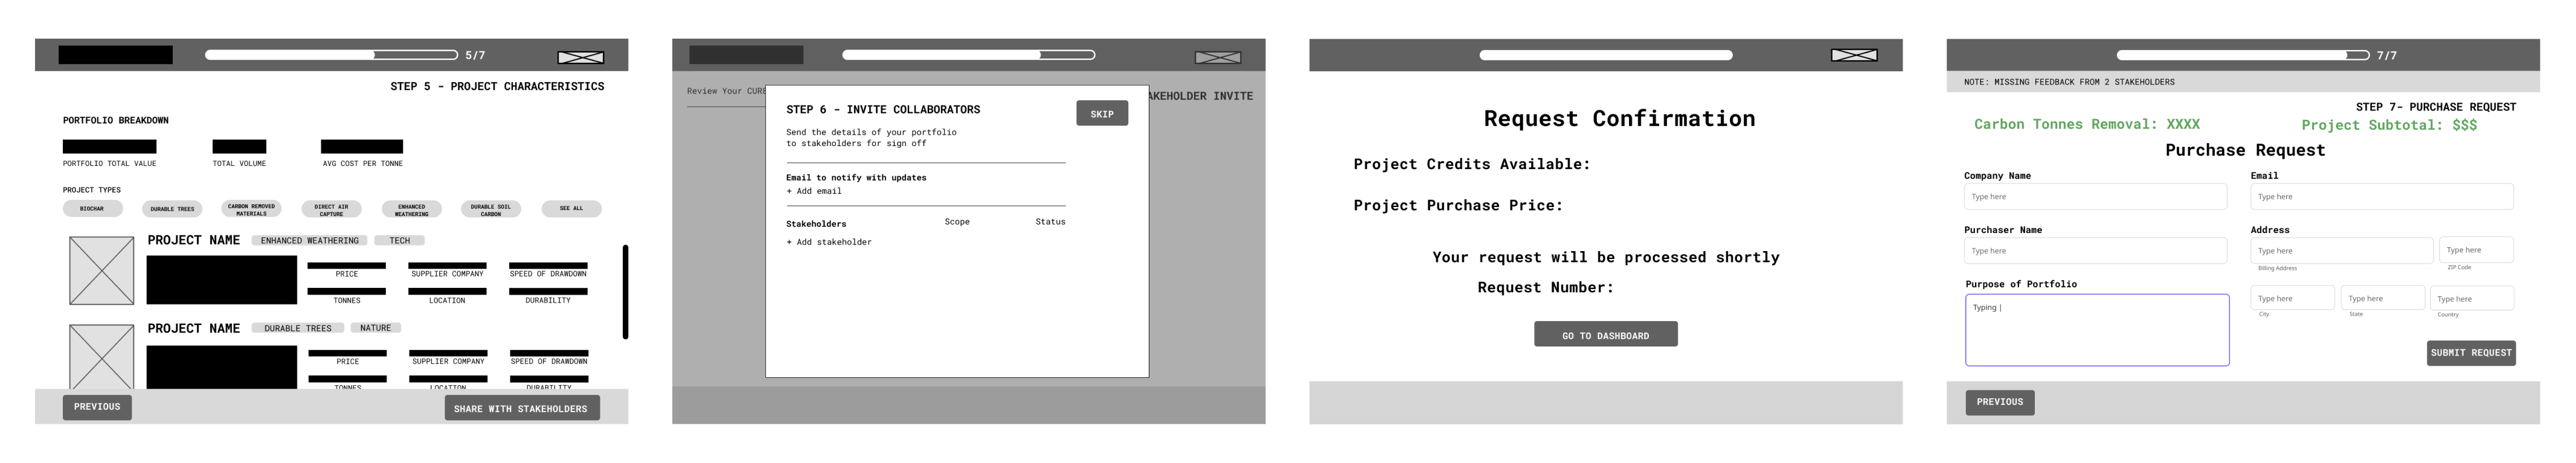 5/7
STEP 5 - PROJECT CHARACTERISTICS
PORTFOLIO BREAKDOWN
PORTFOLIO TOTAL VALUE
TOTAL VOLUME
AVG COST PER TONNE
PROJECT TYPES
BIOCHAR
DURABLE TREES
CARBON REMOVED
MATERIALS
DIRECT AIR
CAPTURE
ENHANCED
WEATHERING
DURABLE SOIL
CARBON
SEE ALL
PROJECT NAME
ENHANCED WEATHERING
TECH
PRICE
SUPPLIER COMPANY
SPEED OF DRAWDOWN
TONNES
LOCATION
DURABILITY
PROJECT NAME
DURABLE TREES
NATURE
PRICE
SUPPLIER COMPANY
SPEED OF DRAWDOWN
TONNES
LOCATION
DURABILITY
PREVIOUS
SHARE WITH STAKEHOLDERS
Review Your CUR
AKEHOLDER INVITE
STEP 6 - INVITE COLLABORATORS
SKIP
Send the details of your portfolio
to stakeholders for sign off
Email to notify with updates
+ Add email
Stakeholders
Scope
Status
+ Add stakeholder
Request Confirmation
Project Credits Available:
Project Purchase Price:
Your request will be processed shortly
Request Number:
GO TO DASHBOARD
7/7
NOTE: MISSING FEEDBACK FROM 2 STAKEHOLDERS
STEP 7- PURCHASE REQUEST
Carbon Tonnes Removal: XXXX
Project Subtotal: $$$
Purchase Request
Company Name
Type here
Email
Type here
Purchaser Name
Type here
Address
Type here
Billing Address
Type here
ZIP Code
Purpose of Portfolio
Typing |
Type here
City
Type here
State
Type here
Country
SUBMIT REQUEST
PREVIOUS